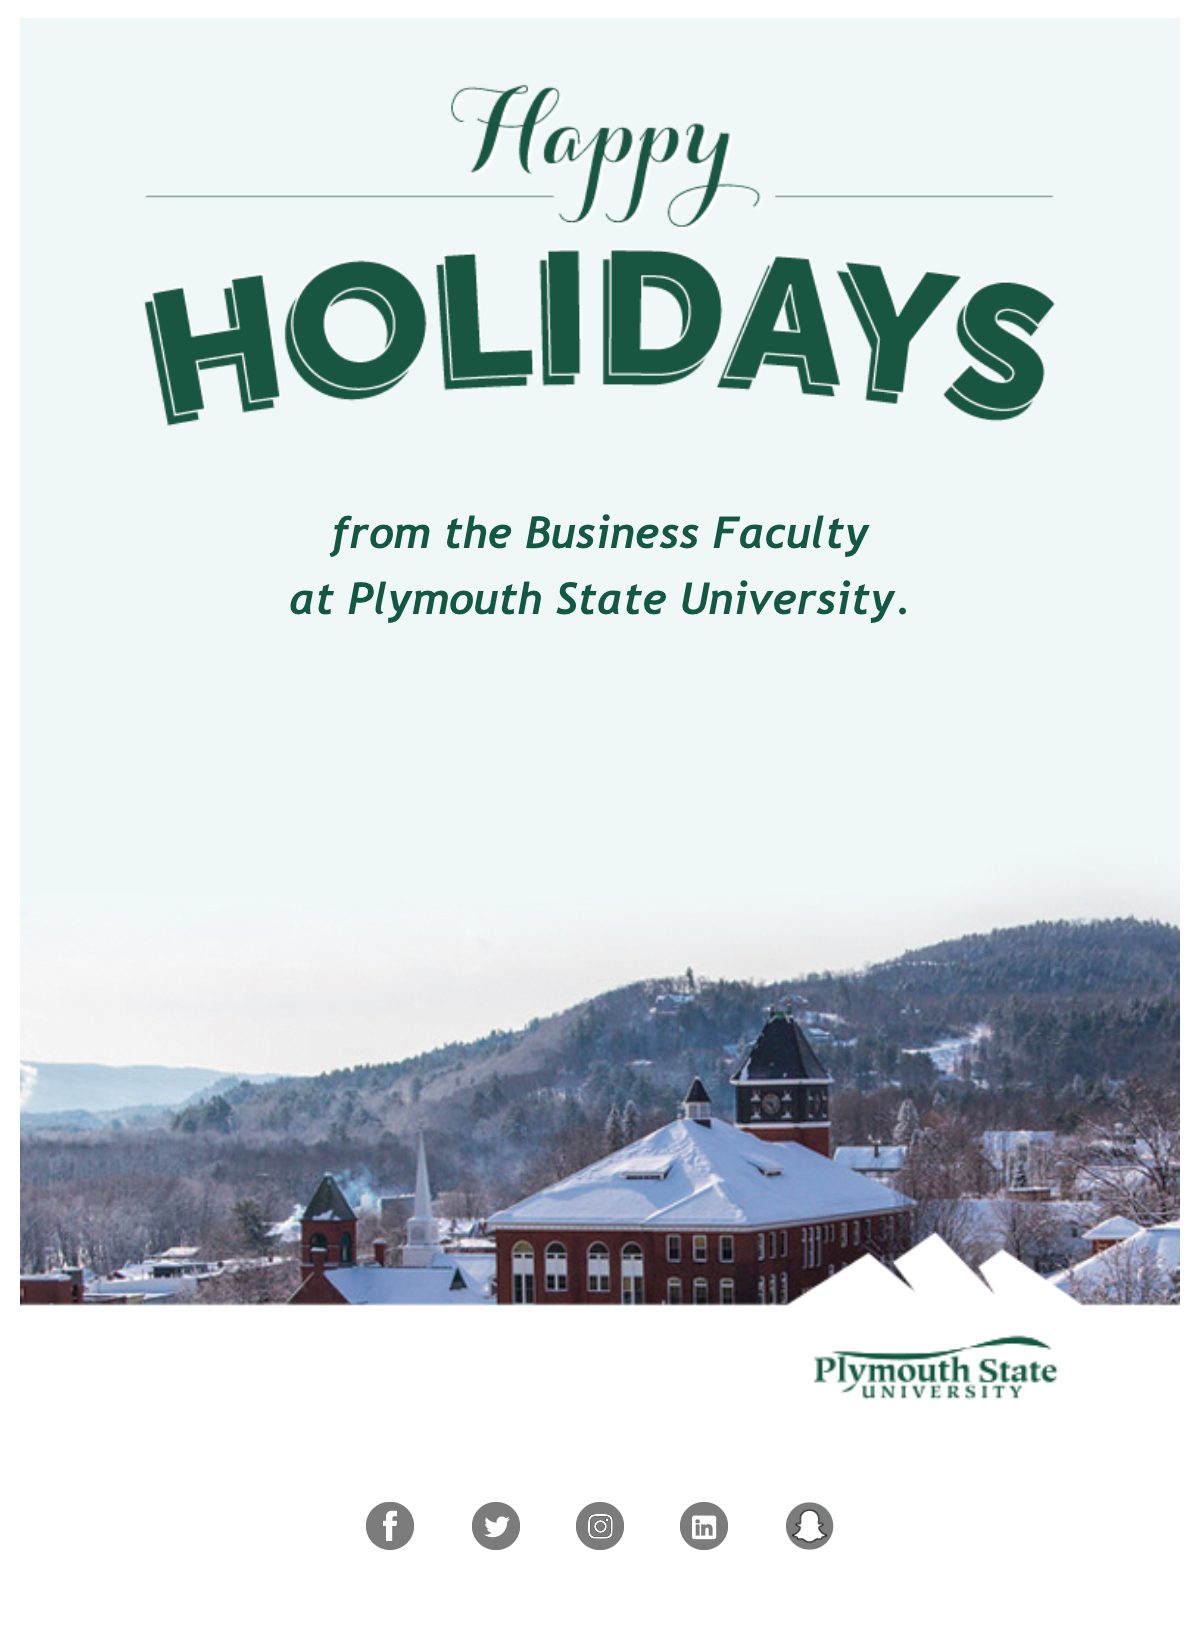 Happy
HOLIDAYS
from the Business Faculty
at Plymouth State University.
Plymouth State
UNIVERSITY